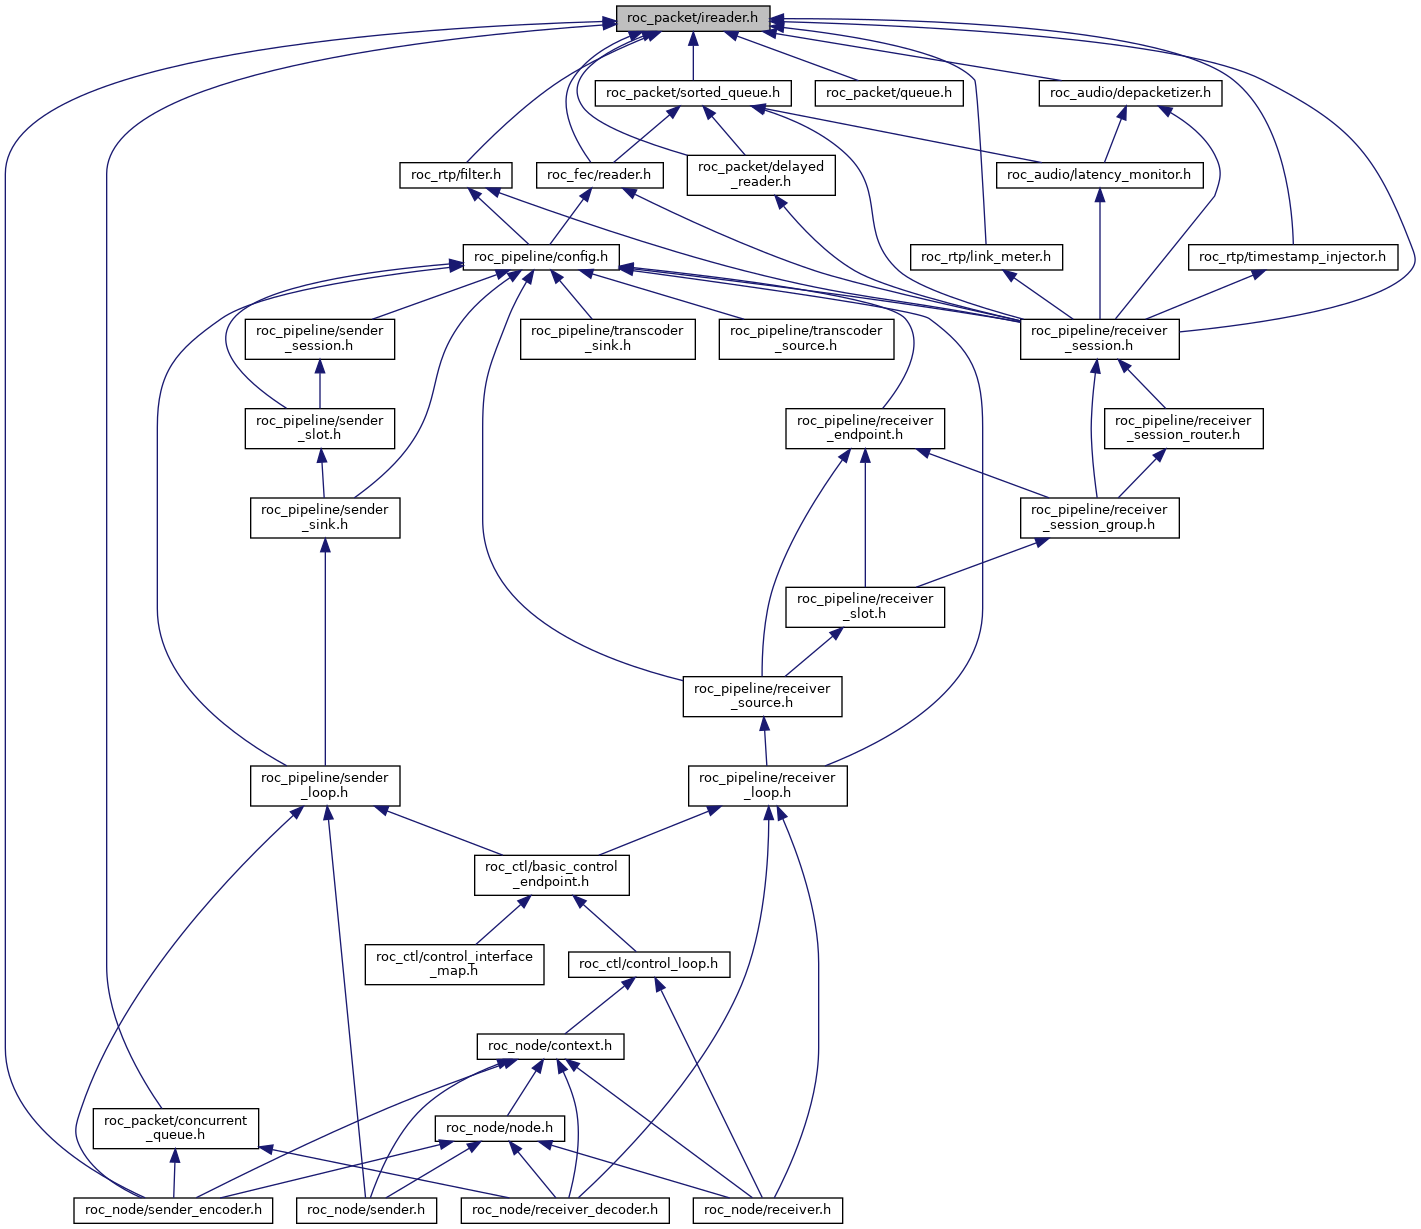 roc_packet/ireader.h
roc_packet/sorted_queue.h
roc_packet/queue.h
roc_audio/depacketizer.h
roc_rtp/filter.h
roc_fec/reader.h
roc_packet/delayed
_reader.h
roc_audio/latency_monitor.h
roc_pipeline/config.h
roc_rtp/link_meter.h
roc_rtp/timestamp_injector.h
roc_pipeline/sender
_session.h
roc_pipeline/transcoder
_sink.h
roc_pipeline/transcoder
_source.h
roc_pipeline/receiver
_session.h
roc_pipeline/sender
_slot.h
roc_pipeline/receiver
_endpoint.h
roc_pipeline/receiver
_session_router.h
roc_pipeline/sender
_sink.h
roc_pipeline/receiver
_session_group.h
roc_pipeline/receiver
_slot.h
roc_pipeline/receiver
_source.h
roc_pipeline/sender
_loop.h
roc_pipeline/receiver
_loop.h
roc_ctl/basic_control
_endpoint.h
roc_ctl/control_interface
_map.h
roc_ctl/control_loop.h
roc_node/context.h
roc_packet/concurrent
_queue.h
roc_node/node.h
roc_node/sender_encoder.h
roc_node/sender.h
roc_node/receiver_decoder.h
roc_node/receiver.h